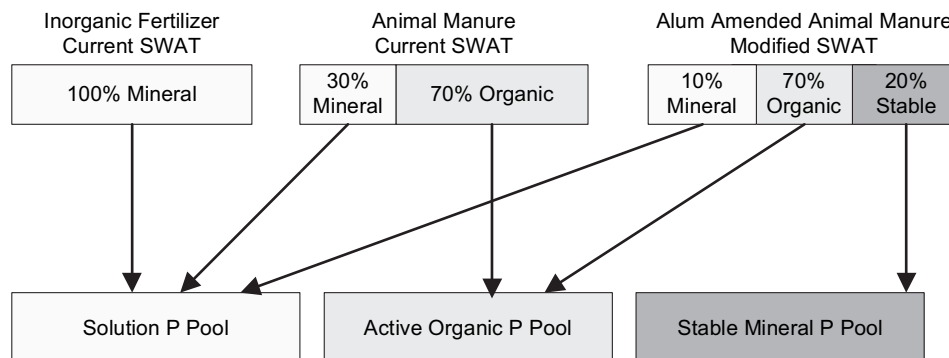 Inorganic Fertilizer
Current SWAT
Animal Manure
Current SWAT
Alum Amended Animal Manure
Modified SWAT
100% Mineral
30%
Mineral
70% Organic
10%
Mineral
70%
Organic
20%
Stable
Solution P Pool
Active Organic P Pool
Stable Mineral P Pool